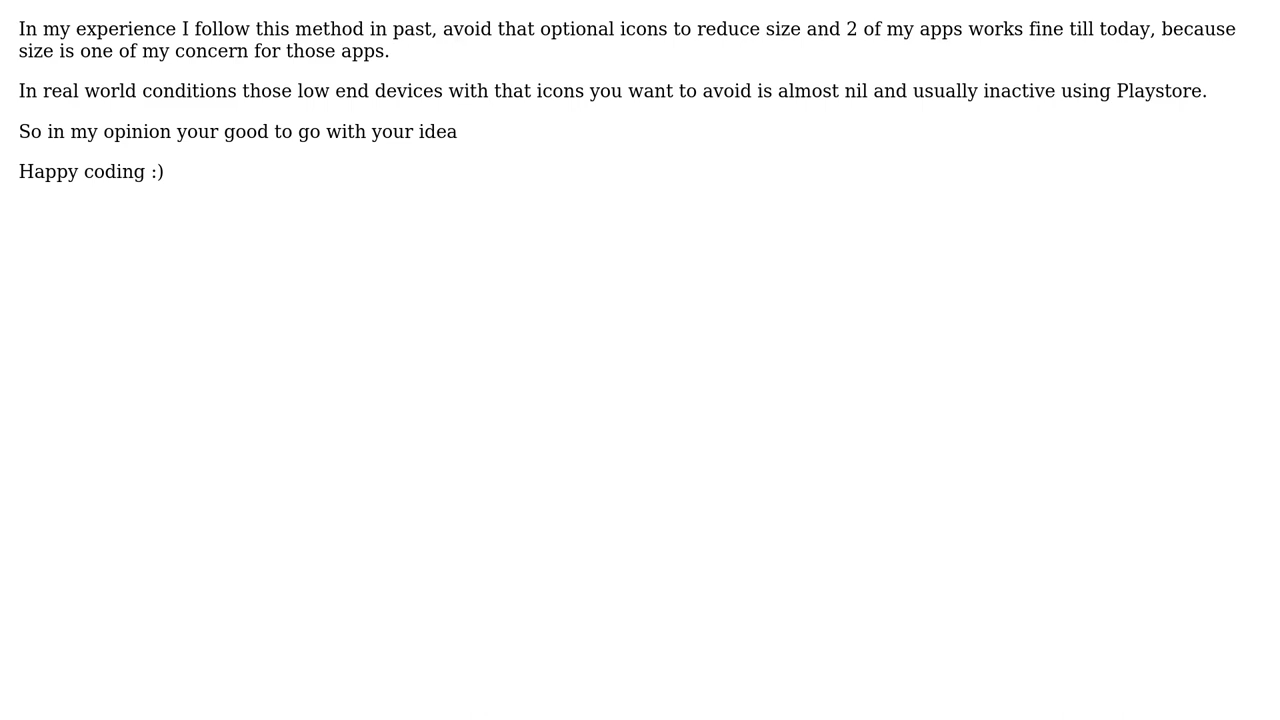 In my experience I follow this method in past, avoid that optional icons to reduce size and 2 of my apps works fine till today, because
size is one of my concern for those apps.
In real world conditions those low end devices with that icons you want to avoid is almost nil and usually inactive using Playstore.
So in my opinion your good to go with your idea
Happy coding :)